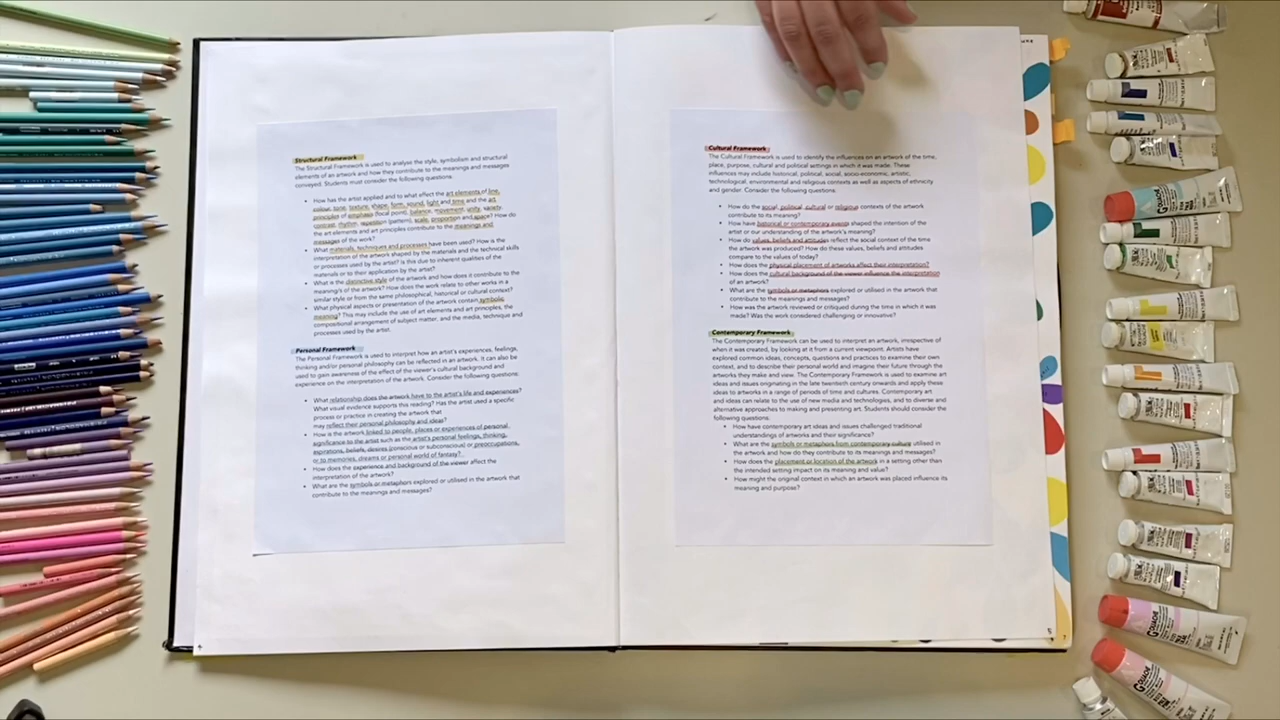 Structural Framework
The Structural Framework is used to analyse the style, symbolism and structural
elements of an artwork and how they contribute to the meanings and messages
conveyed. Students must consider the following questions:
• How has the artist applied and to what effect the art elements of line,
colour, tone, texture, shape, form, sound, light and time and the art
principles of emphasis (focal point), balance, movement, unity, variety,
contrast, rhythm, repetition (pattern), scale, proportion and space? How do
the art elements and art principles contribute to the meanings and
messages of the work?
• What materials, techniques and processes have been used? How is the
interpretation of the artwork shaped by the materials and the technical skills
or processes used by the artist? Is this due to inherent qualities of the
materials or to their application by the artist?
• What is the distinctive style of the artwork and how does it contribute to the
meaning's of the artwork? How does the work relate to other works in a
similar style or from the same philosophical, historical or cultural context?
• What physical aspects or presentation of the artwork contain symbolic
meaning? This may include the use of art elements and art principles, the
compositional arrangement of subject matter, and the media, technique and
processes used by the artist.
Personal Framework
The Personal Framework is used to interpret how an artist's experiences, feelings,
thinking and/or personal philosophy can be reflected in an artwork. It can also be
used to gain awareness of the effect of the viewer's cultural background and
experience on the interpretation of the artwork. Consider the following questions:
• What relationship does the artwork have to the artist's life and experiences?
What visual evidence supports this reading? Has the artist used a specific
process or practice in creating the artwork that
may reflect their personal philosophy and ideas?
• How is the artwork linked to people, places or experiences of personal
significance to the artist such as the artist's personal feelings, thinking,
aspirations, beliefs, desires (conscious or subconscious) or preoccupations,
or to memories, dreams or personal world of fantasy?
• How does the experience and background of the viewer affect the
interpretation of the artwork?
• What are the symbols or metaphors explored or utilised in the artwork that
contribute to the meanings and messages?
Cultural Framework
The Cultural Framework is used to identify the influences on an artwork of the time,
place, purpose, cultural and political settings in which it was made. These
influences may include historical, political, social, socio-economic, artistic,
technological, environmental and religious contexts as well as aspects of ethnicity
and gender. Consider the following questions:
• How do the social, political, cultural or religious contexts of the artwork
contribute to its meaning?
• How have historical or contemporary events shaped the intention of the
artist or our understanding of the artwork's meaning?
• How do values, beliefs and attitudes reflect the social context of the time
the artwork was produced? How do these values, beliefs and attitudes
compare to the values of today?
• How does the physical placement of artworks affect their interpretation?
• How does the cultural background of the viewer influence the interpretation
of an artwork?
• What are the symbols or metaphors explored or utilised in the artwork that
contribute to the meanings and messages?
• How was the artwork reviewed or critiqued during the time in which it was
made? Was the work considered challenging or innovative?
Contemporary Framework
The Contemporary Framework can be used to interpret an artwork, irrespective of
when it was created, by looking at it from a current viewpoint. Artists have
explored common ideas, concepts, questions and practices to examine their own
context, and to describe their personal world and imagine their future through the
artworks they make and view. The Contemporary Framework is used to examine art
ideas and issues originating in the late twentieth century onwards and apply these
ideas to artworks in a range of periods of time and cultures. Contemporary art
and ideas can relate to the use of new media and technologies, and to diverse and
alternative approaches to making and presenting art. Students should consider the
following questions:
• How have contemporary art ideas and issues challenged traditional
understandings of artworks and their significance?
• What are the symbols or metaphors from contemporary culture utilised in
the artwork and how do they contribute to its meanings and messages?
• How does the placement or location of the artwork in a setting other than
the intended setting impact on its meaning and value?
• How might the original context in which an artwork was placed influence its
meaning and purpose?
GOUACHE
GOUACHE